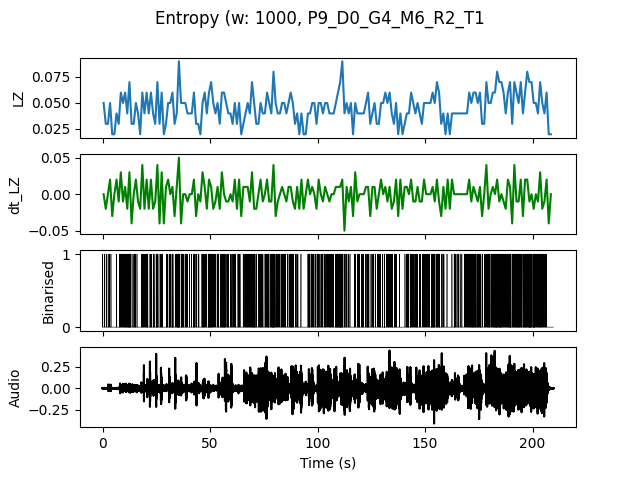 Entropy (w: 1000, P9_D0_G4_M6_R2_T1
LZ
0.075
0.050
0.025
dt_LZ
0.05
0.00
−0.05
Binarised
1
0
Audio
0.25
0.00
−0.25
0 50 100 150 200
Time (s)